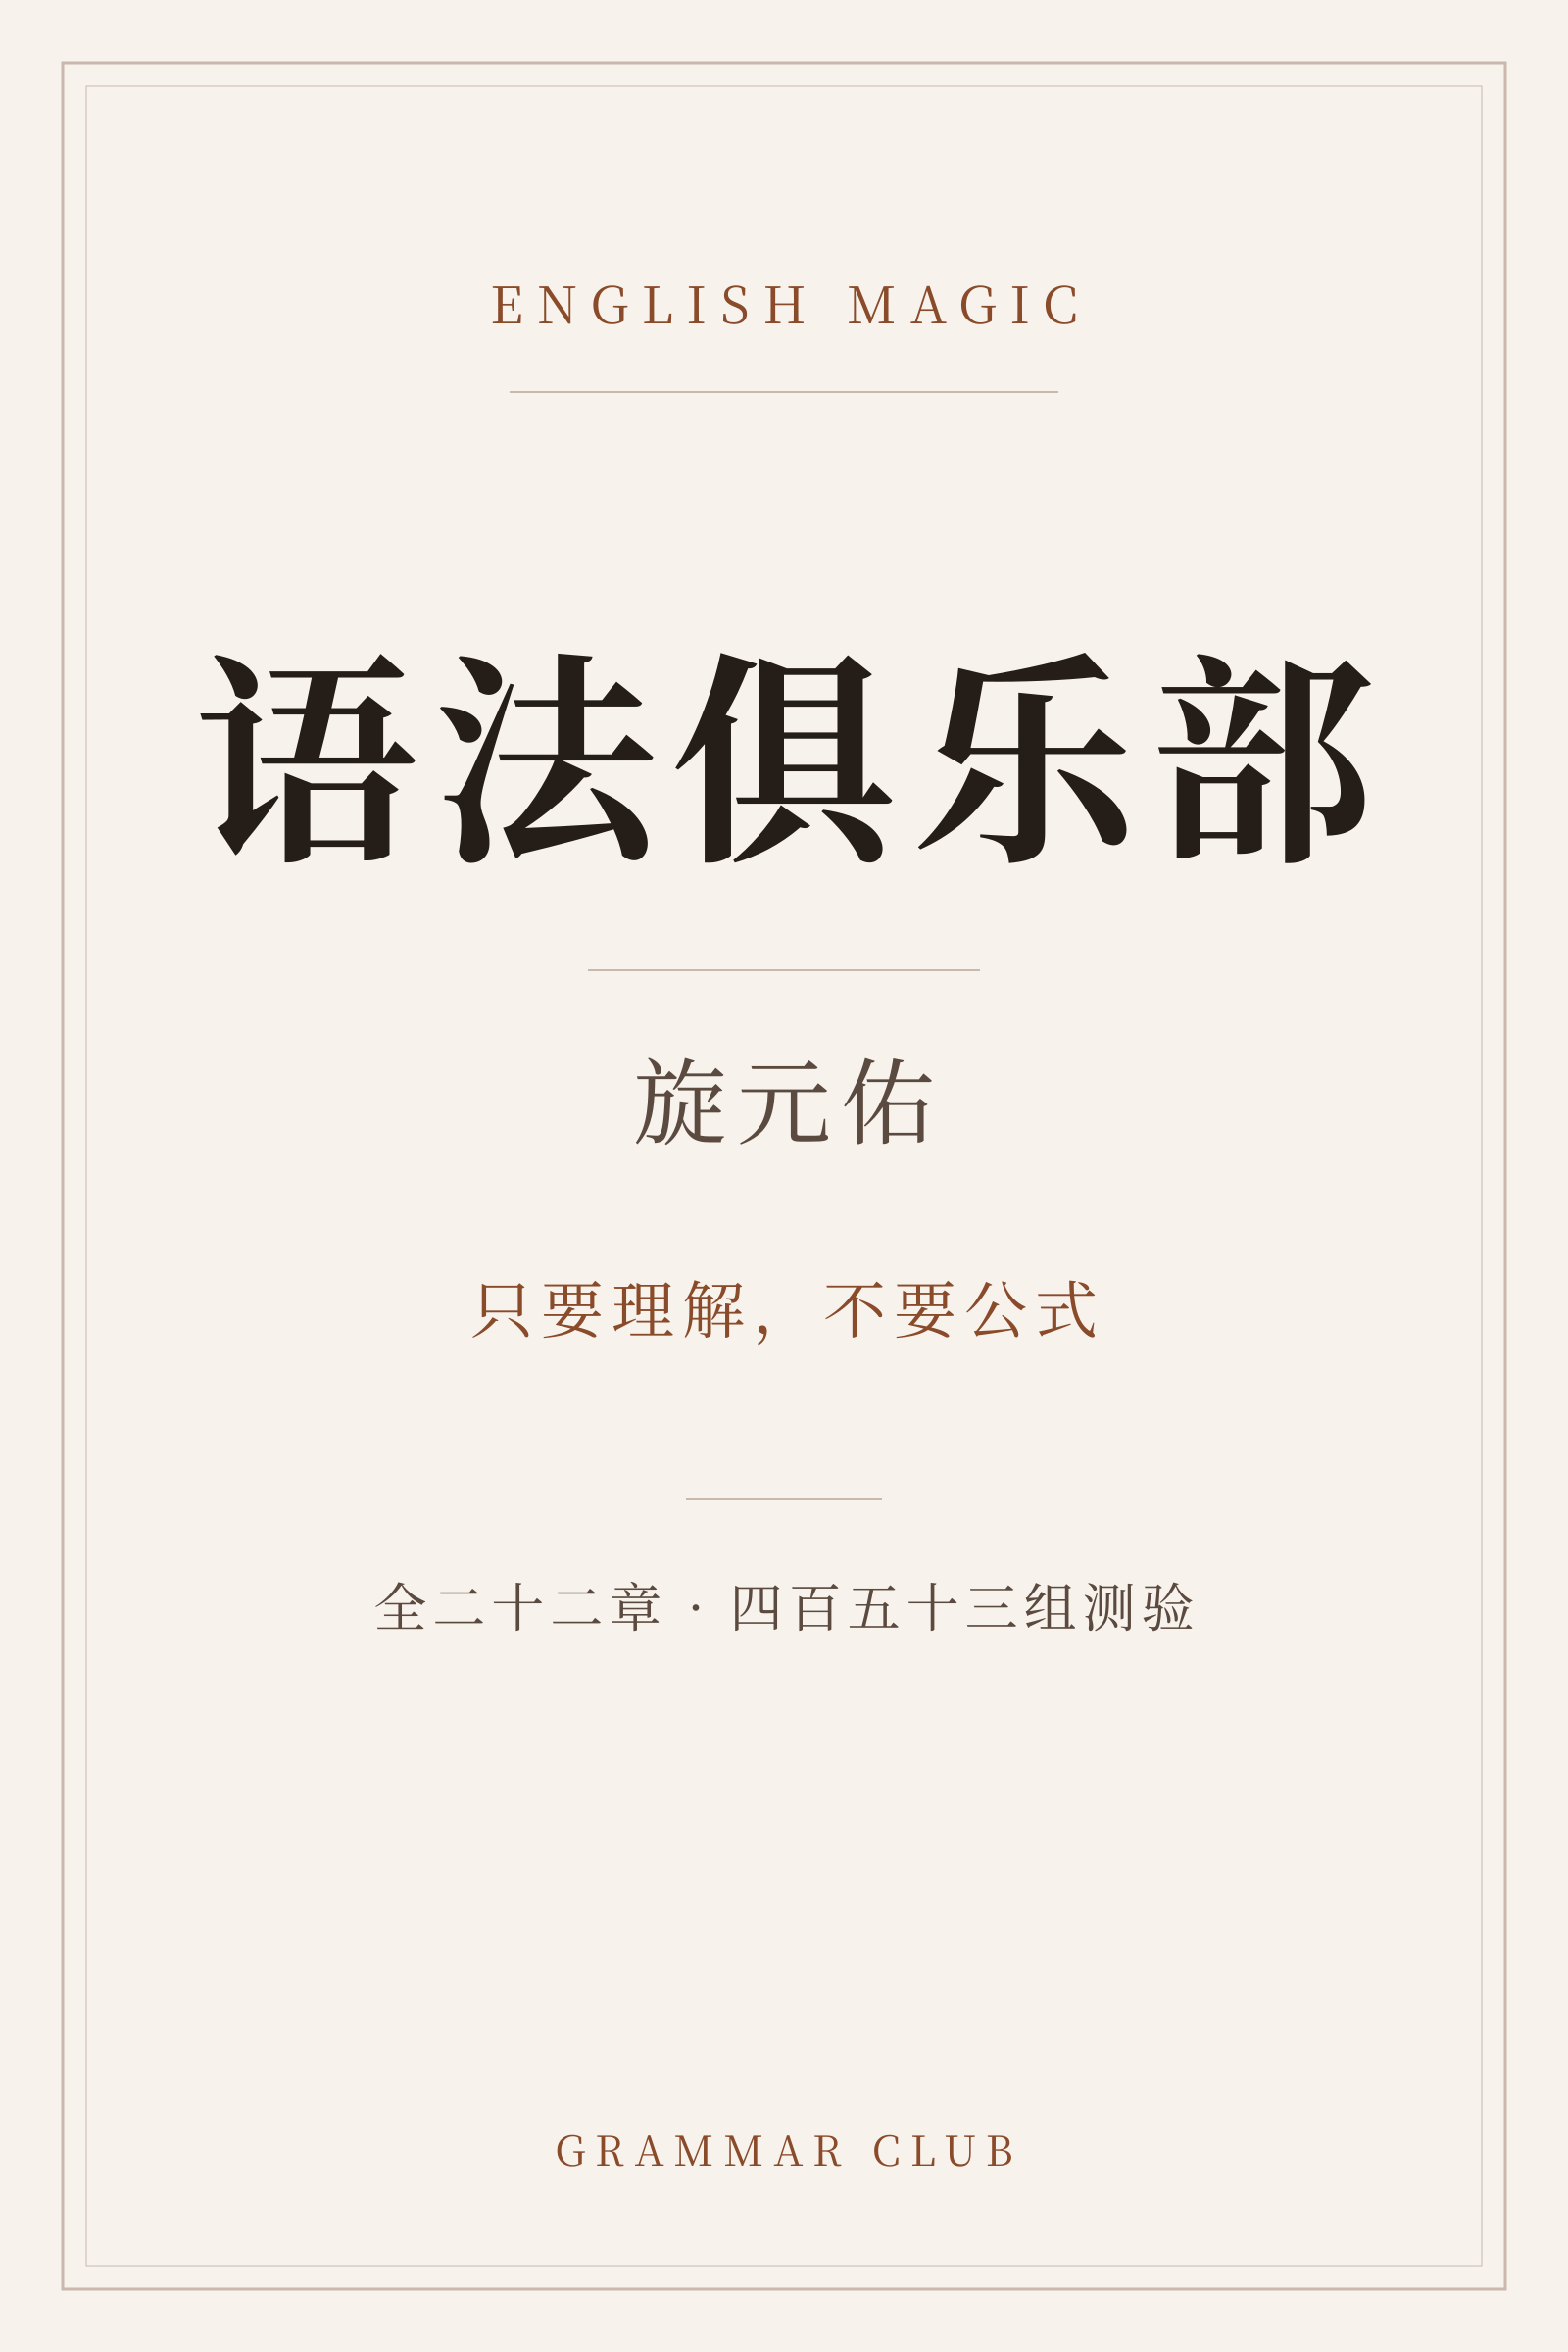 ENGLISH MAGIC
语法俱乐部
旋元佑
只要理解，不要公式
全二十二章 · 四百五十三组测验
GRAMMAR CLUB